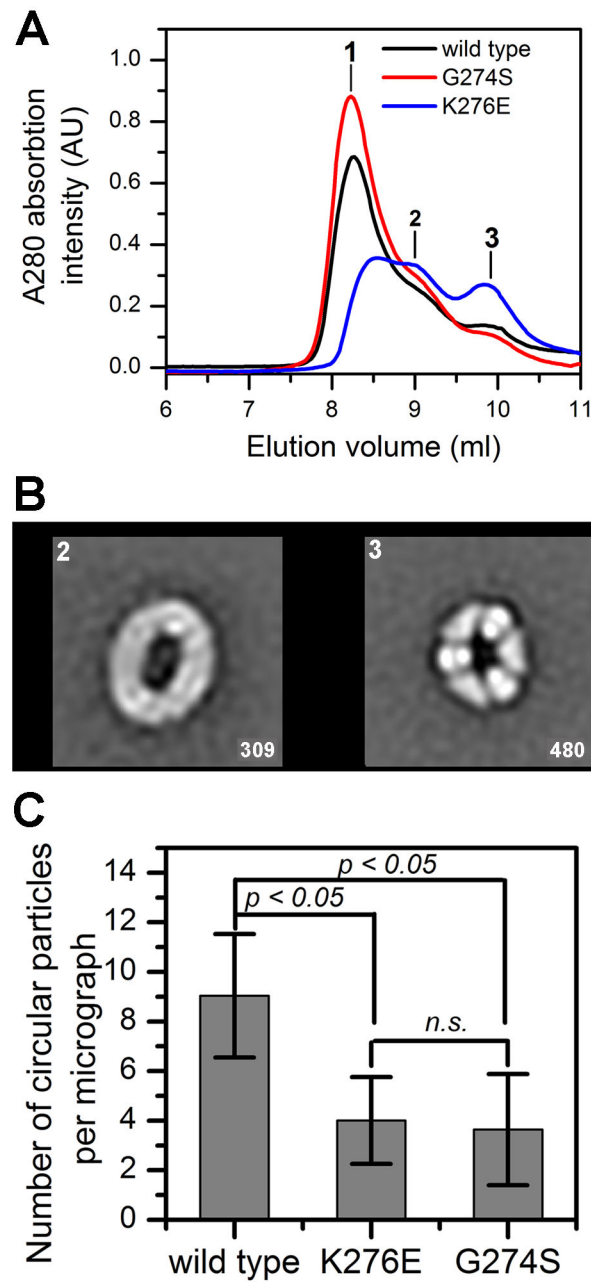 A
A280 absorbtion
intensity (AU)
1.0
0.8
0.6
0.4
0.2
0.0
1
2
3
wild type
G274S
K276E
6 7 8 9 10 11
Elution volume (ml)
B
2 3
309 480
C
Number of circular particles
per micrograph
14
12
10
8
6
4
2
0
p < 0.05
p < 0.05
n.s.
wild type K276E G274S